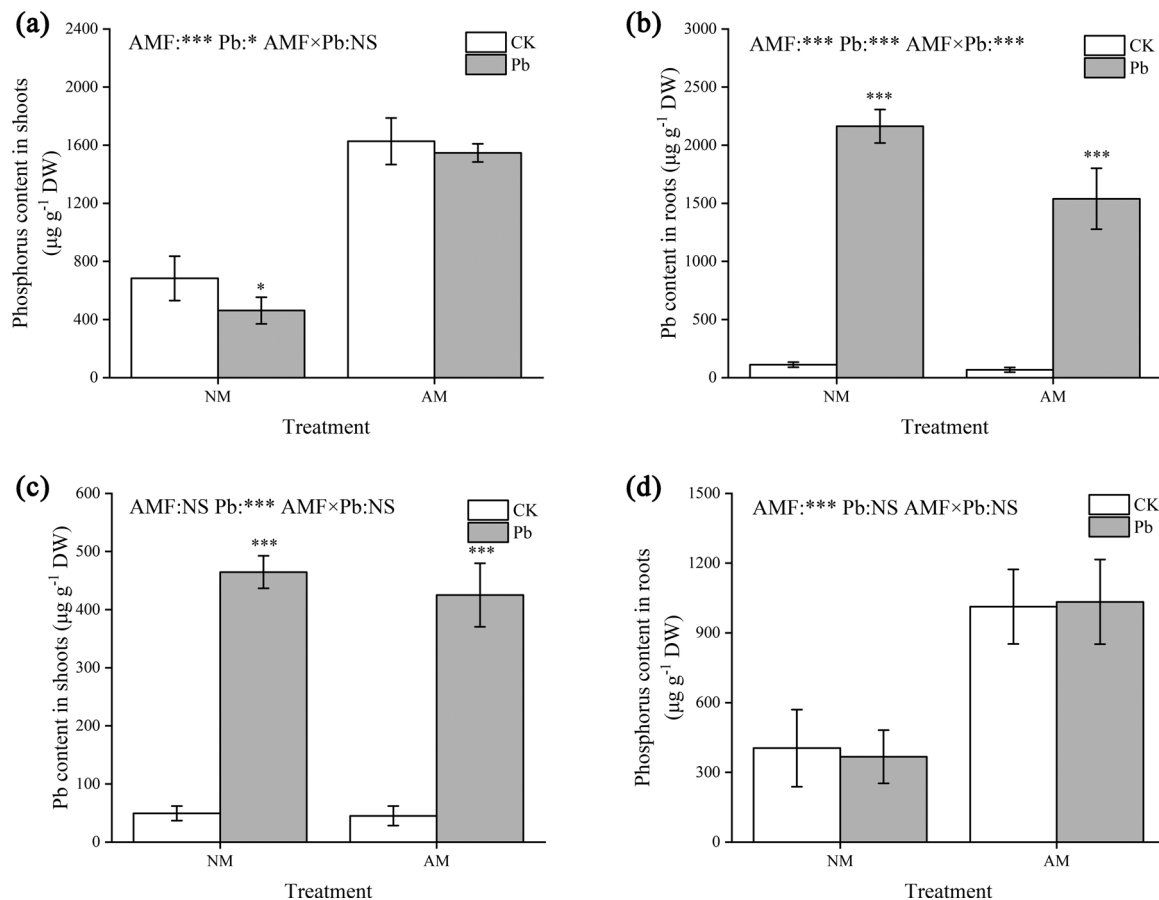 (a)
AMF:*** Pb:* AMF×Pb:NS
CK
Pb
Phosphorus content in shoots
(μg g⁻¹ DW)
2400
2000
1600
1200
800
400
0
*
NM
AM
Treatment
(b)
AMF:*** Pb:*** AMF×Pb:***
CK
Pb
Pb content in roots (μg g⁻¹ DW)
3000
2500
2000
1500
1000
500
0
***
***
NM
AM
Treatment
(c)
AMF:NS Pb:*** AMF×Pb:NS
CK
Pb
Pb content in shoots (μg g⁻¹ DW)
600
500
400
300
200
100
0
***
***
NM
AM
Treatment
(d)
AMF:*** Pb:NS AMF×Pb:NS
CK
Pb
Phosphorus content in roots
(μg g⁻¹ DW)
1500
1200
900
600
300
0
NM
AM
Treatment